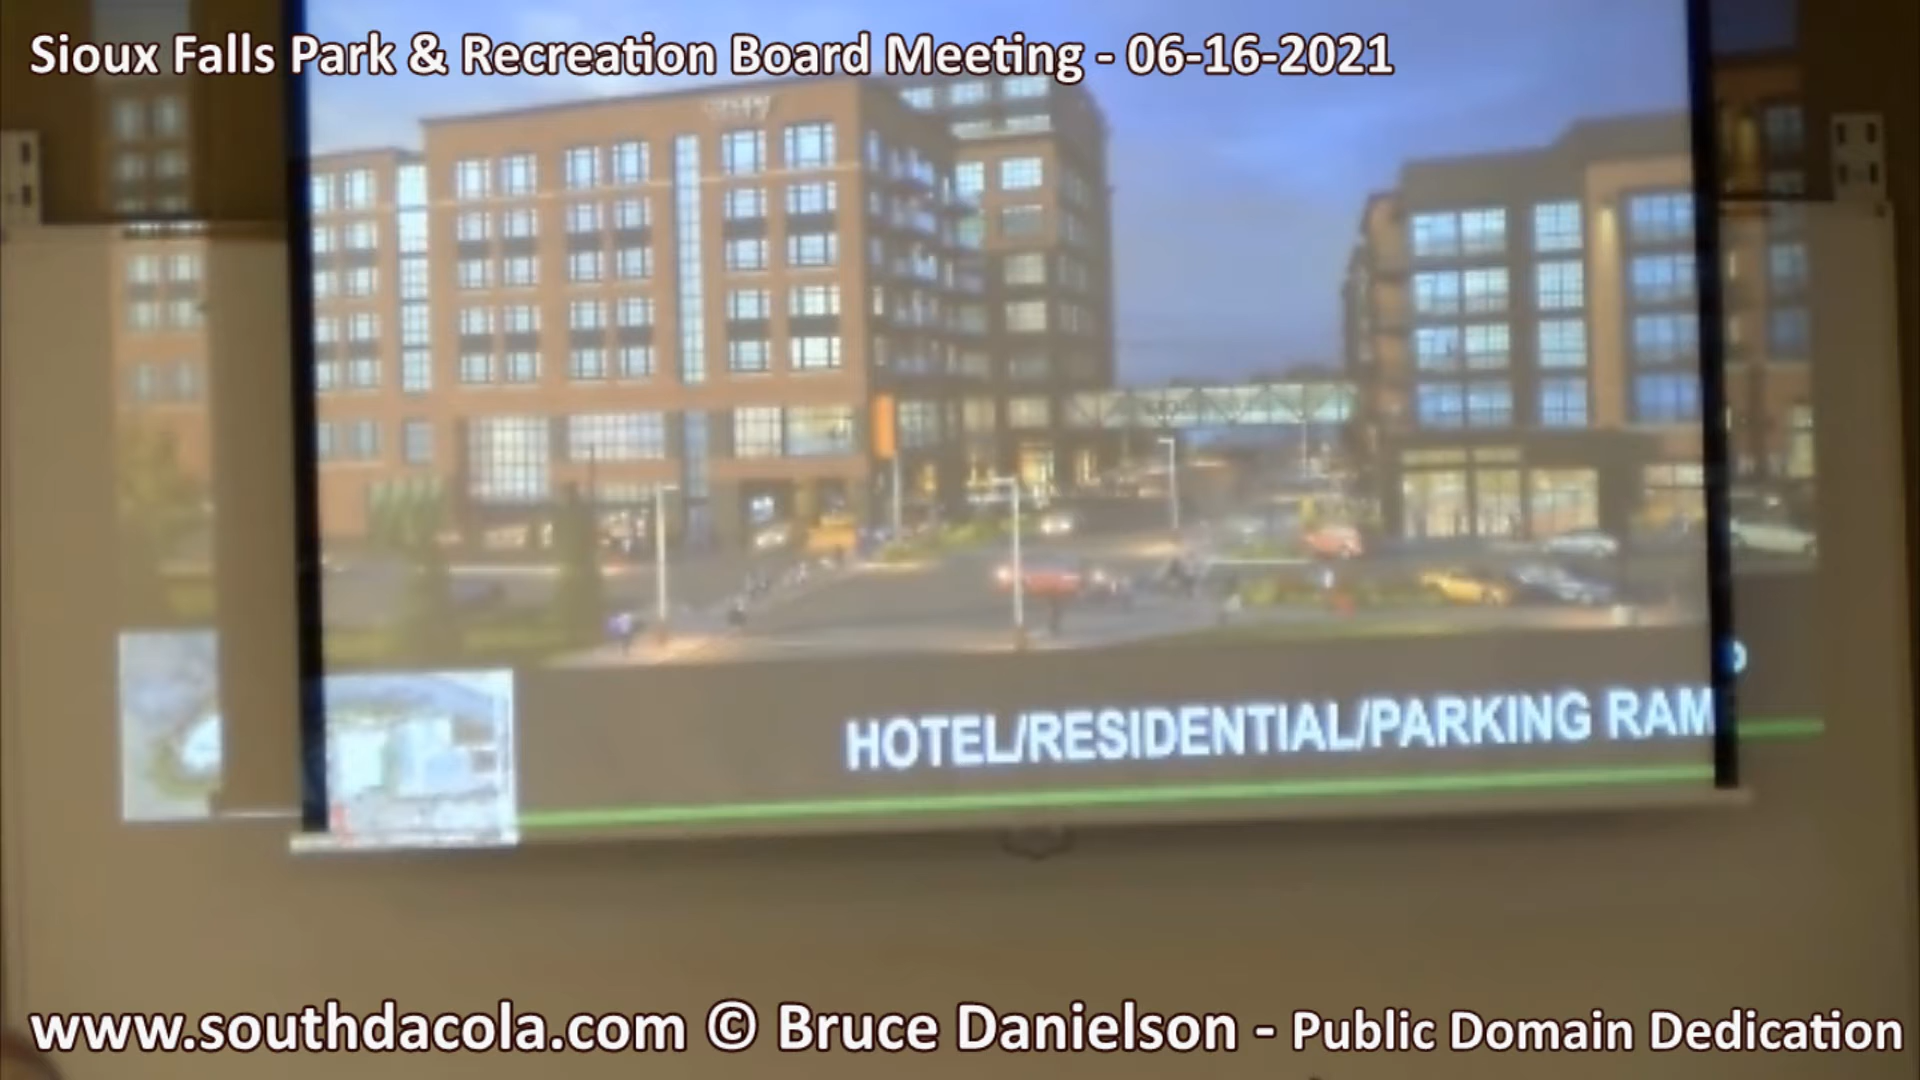 Sioux Falls Park & Recreation Board Meeting - 06-16-2021
HOTEL/RESIDENTIAL/PARKING RAMP
www.southdacola.com © Bruce Danielson - Public Domain Dedication